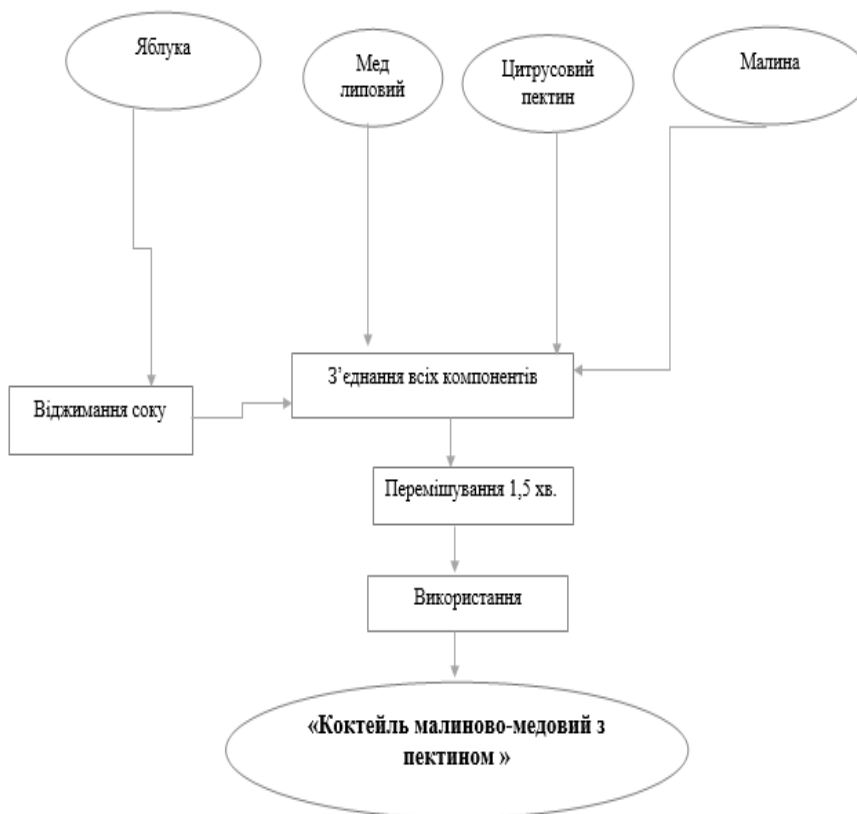 Яблука
Мед
липовий
Цитрусовий
пектин
Малина
З’єднання всіх компонентів
Віджимання соку
Перемішування 1,5 хв.
Використання
«Коктейль малиново-медовий з
пектином »